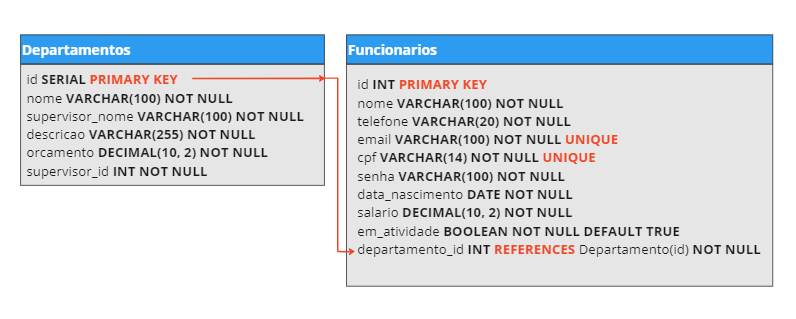 Departamentos
id SERIAL PRIMARY KEY
nome VARCHAR(100) NOT NULL
supervisor_nome VARCHAR(100) NOT NULL
descricao VARCHAR(255) NOT NULL
orcamento DECIMAL(10, 2) NOT NULL
supervisor_id INT NOT NULL
Funcionarios
id INT PRIMARY KEY
nome VARCHAR(100) NOT NULL
telefone VARCHAR(20) NOT NULL
email VARCHAR(100) NOT NULL UNIQUE
cpf VARCHAR(14) NOT NULL UNIQUE
senha VARCHAR(100) NOT NULL
data_nascimento DATE NOT NULL
salario DECIMAL(10, 2) NOT NULL
em_atividade BOOLEAN NOT NULL DEFAULT TRUE
departamento_id INT REFERENCES Departamento(id) NOT NULL